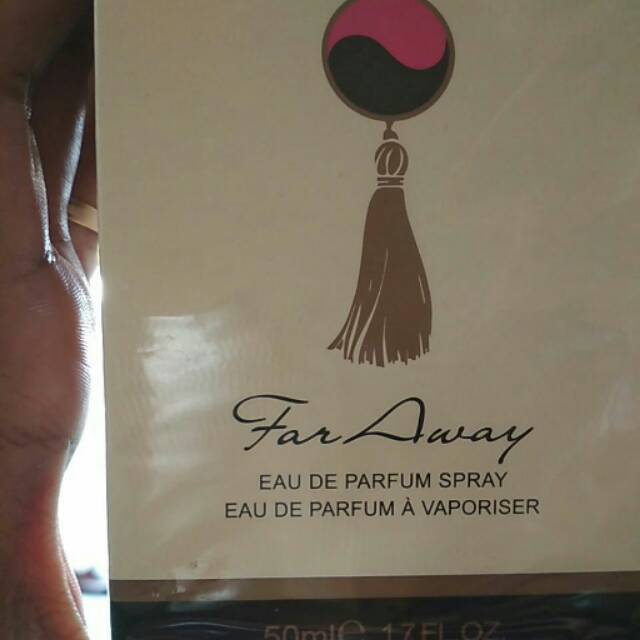 Far Away
EAU DE PARFUM SPRAY
EAU DE PARFUM À VAPORISER
50ml℮ 1.7 FL. OZ.